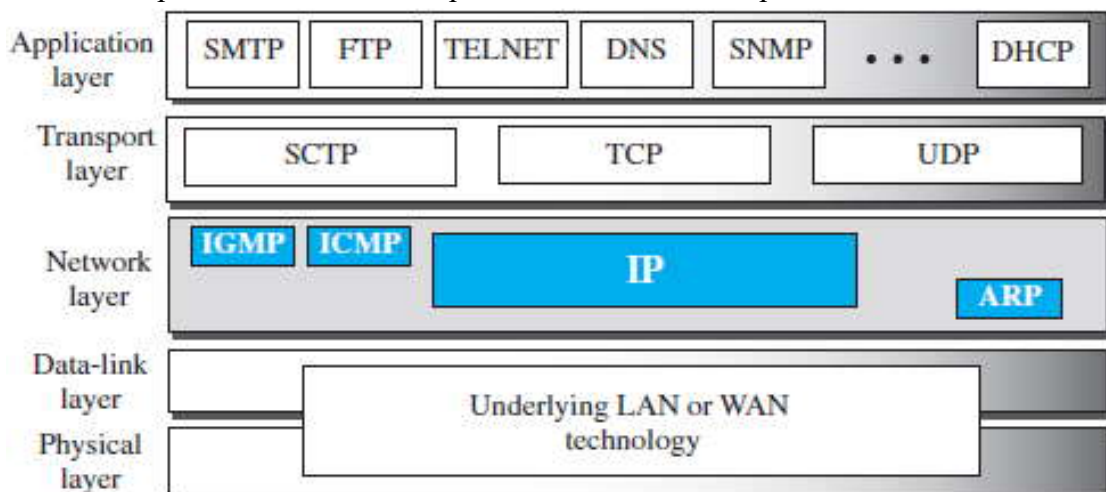 Application
layer
SMTP FTP TELNET DNS SNMP • • • DHCP
Transport
layer
SCTP TCP UDP
Network
layer
IGMP ICMP IP ARP
Data-link
layer
Physical
layer
Underlying LAN or WAN
technology